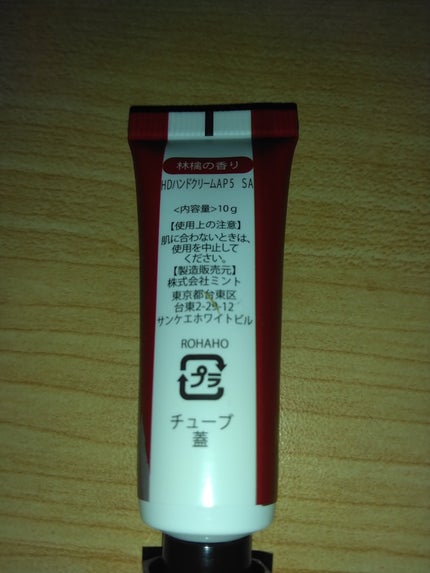 林檎の香り
HDハンドクリームAP5 SA
<内容量>10g
【使用上の注意】
肌に合わないときは、
使用を中止して
ください。
【製造販売元】
株式会社ミント
東京都台東区
台東2-29-12
サンケエホワイトビル
ROHAHO
プラ
チューブ
蓋